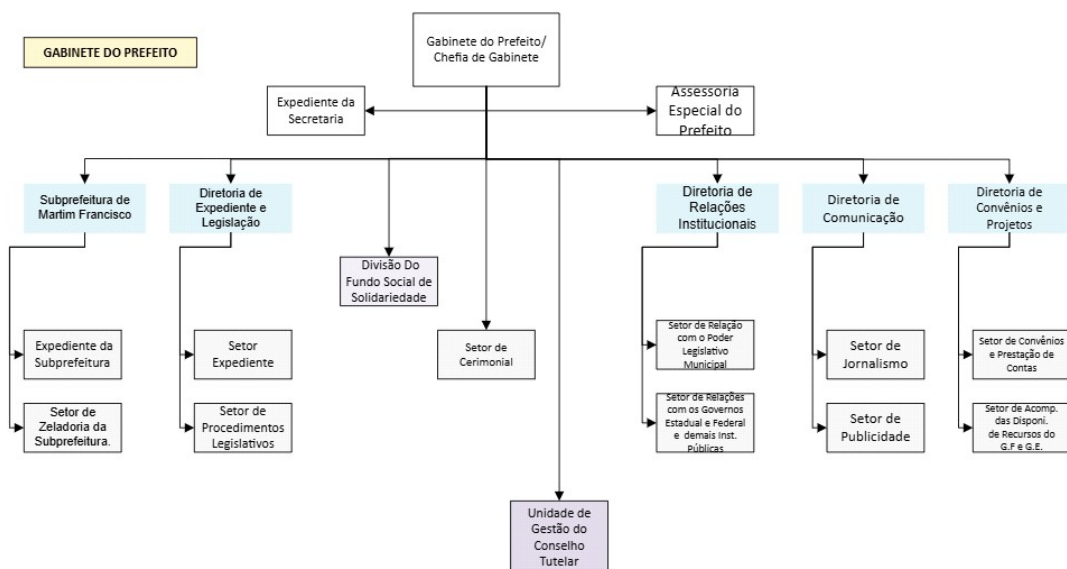 GABINETE DO PREFEITO
Gabinete do Prefeito/
Chefia de Gabinete
Expediente da
Secretaria
Assessoria
Especial do
Prefeito
Subprefeitura de
Martim Francisco
Diretoria de
Expediente e
Legislação
Diretoria de
Relações
Institucionais
Diretoria de
Comunicação
Diretoria de
Convênios e
Projetos
Divisão Do
Fundo Social de
Solidariedade
Expediente da
Subprefeitura
Setor
Expediente
Setor de
Cerimonial
Setor de Relação
com o Poder
Legislativo
Municipal
Setor de
Jornalismo
Setor de Convênios
e Prestação de
Contas
Setor de
Zeladoria da
Subprefeitura.
Setor de
Procedimentos
Legislativos
Setor de Relações
com os Governos
Estadual e Federal
e demais Inst.
Públicas
Setor de
Publicidade
Setor de Acomp.
das Disponi.
de Recursos do
G.F e G.E.
Unidade de
Gestão do
Conselho
Tutelar